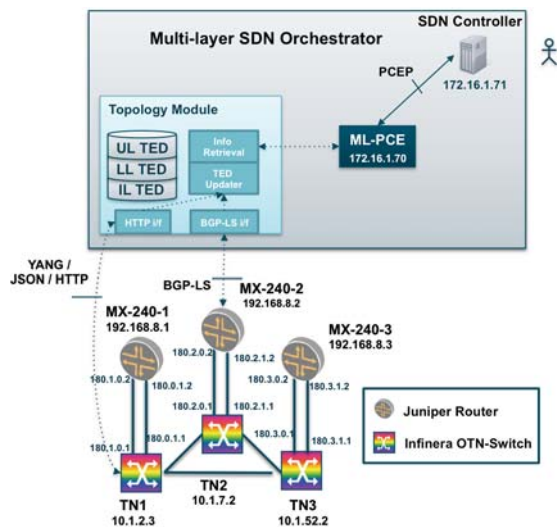 SDN Controller
Multi-layer SDN Orchestrator
PCEP
172.16.1.71
Topology Module
UL TED
LL TED
IL TED
Info
Retrieval
TED
Updater
ML-PCE
172.16.1.70
HTTP i/f
BGP-LS i/f
YANG /
JSON / HTTP
BGP-LS
MX-240-2
192.168.8.2
MX-240-1
192.168.8.1
MX-240-3
192.168.8.3
180.2.0.2
180.2.1.2
180.1.0.2
180.0.1.2
180.3.0.2
180.3.1.2
180.2.0.1
180.2.1.1
180.1.0.1
180.0.1.1
180.3.0.1
180.3.1.1
Juniper Router
Infinera OTN-Switch
TN1
10.1.2.3
TN2
10.1.7.2
TN3
10.1.52.2